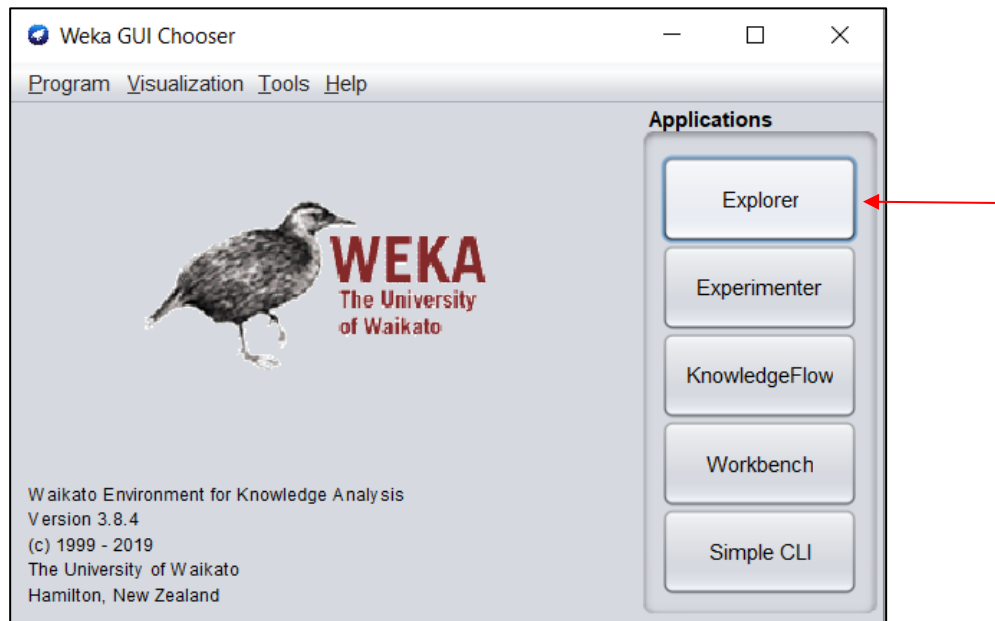 Weka GUI Chooser
Program Visualization Tools Help
Applications
Explorer
Experimenter
KnowledgeFlow
Workbench
Simple CLI
WEKA
The University
of Waikato
Waikato Environment for Knowledge Analysis
Version 3.8.4
(c) 1999 - 2019
The University of Waikato
Hamilton, New Zealand